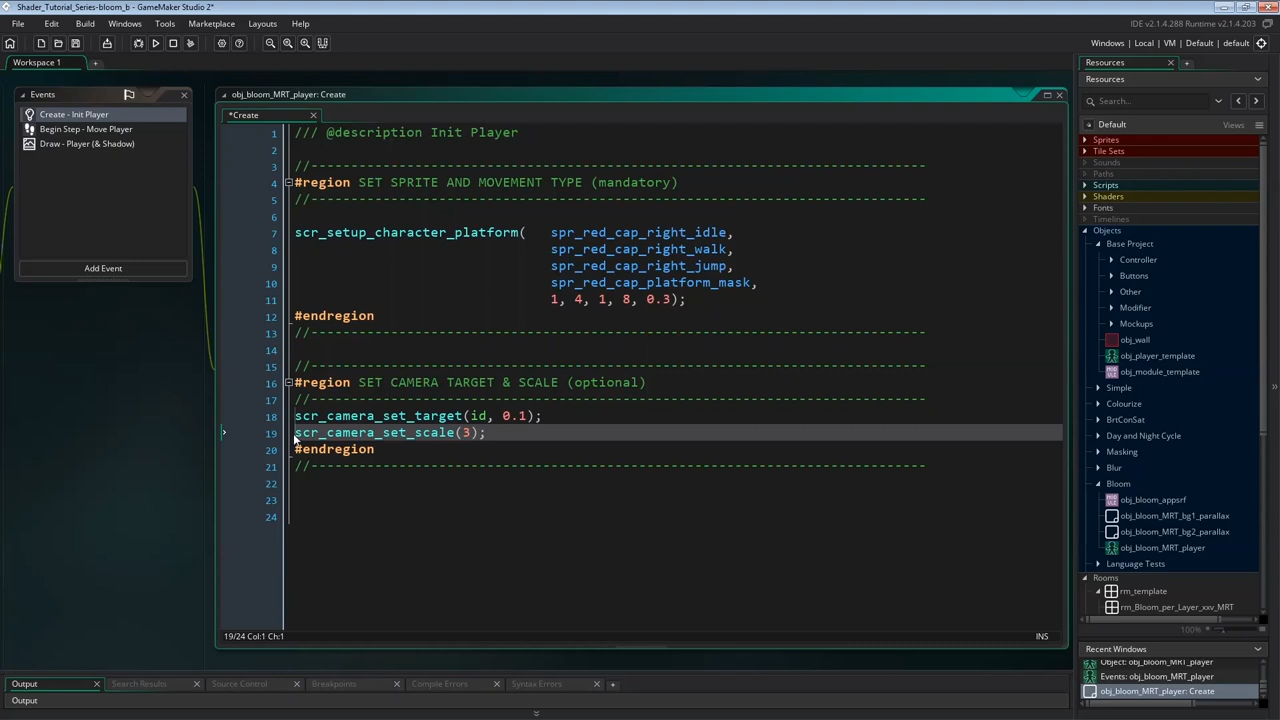 Shader_Tutorial_Series-bloom_b - GameMaker Studio 2*
File Edit Build Windows Tools Marketplace Layouts Help
IDE v2.1.4.288 Runtime v2.1.4.203
Windows | Local | VM | Default | default
Workspace 1
Events
Create - Init Player
Begin Step - Move Player
Draw - Player (& Shadow)
Add Event
obj_bloom_MRT_player: Create
*Create
1 /// @description Init Player
2
3 //----------------------------------------------------------------------------
4 #region SET SPRITE AND MOVEMENT TYPE (mandatory)
5 //----------------------------------------------------------------------------
6
7 scr_setup_character_platform( spr_red_cap_right_idle,
8 spr_red_cap_right_walk,
9 spr_red_cap_right_jump,
10 spr_red_cap_platform_mask,
11 1, 4, 1, 8, 0.3);
12 #endregion
13 //----------------------------------------------------------------------------
14
15 //----------------------------------------------------------------------------
16 #region SET CAMERA TARGET & SCALE (optional)
17 //----------------------------------------------------------------------------
18 scr_camera_set_target(id, 0.1);
19 scr_camera_set_scale(3);
20 #endregion
21 //----------------------------------------------------------------------------
22
23
24
19/24 Col:1 Ch:1
INS
Resources
Resources
Search...
Default
Views
Sprites
Tile Sets
Sounds
Paths
Scripts
Shaders
Fonts
Timelines
Objects
Base Project
Controller
Buttons
Other
Modifier
Mockups
obj_wall
obj_player_template
obj_module_template
Simple
Colourize
BrtConSat
Day and Night Cycle
Masking
Blur
Bloom
obj_bloom_appsrf
obj_bloom_MRT_bg1_parallax
obj_bloom_MRT_bg2_parallax
obj_bloom_MRT_player
Language Tests
Rooms
rm_template
rm_Bloom_per_Layer_xxv_MRT
100%
Recent Windows
Object: obj_bloom_MRT_player
Events: obj_bloom_MRT_player
obj_bloom_MRT_player: Create
Output Search Results Source Control Breakpoints Compile Errors Syntax Errors
Output